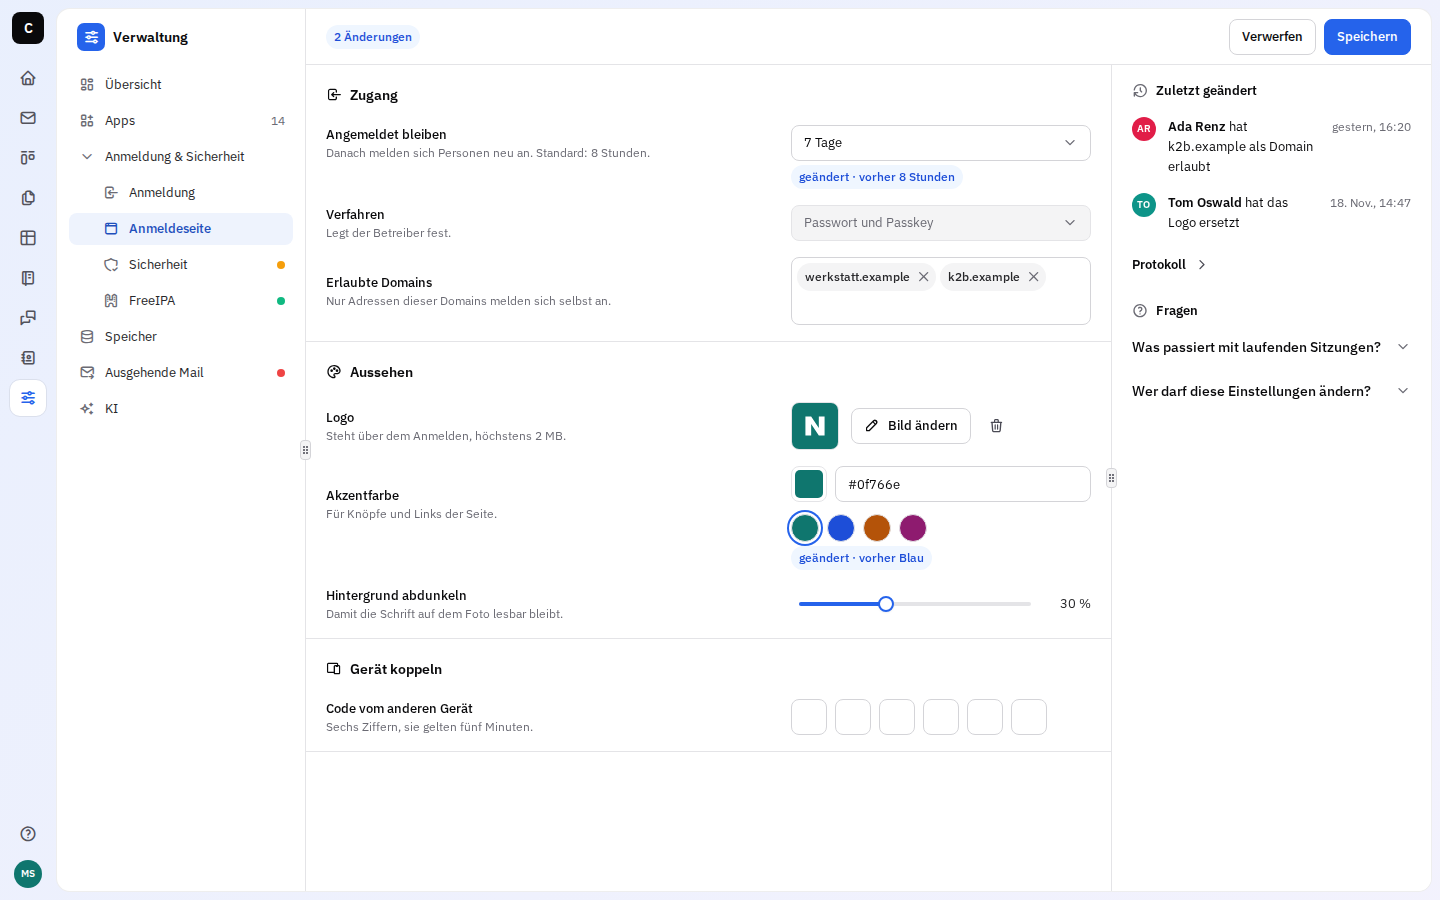 C
Verwaltung
Übersicht
Apps
14
Anmeldung & Sicherheit
Anmeldung
Anmeldeseite
Sicherheit
FreeIPA
Speicher
Ausgehende Mail
KI
MS
2 Änderungen
Verwerfen
Speichern
Zugang
Angemeldet bleiben
Danach melden sich Personen neu an. Standard: 8 Stunden.
7 Tage
geändert · vorher 8 Stunden
Verfahren
Legt der Betreiber fest.
Passwort und Passkey
Erlaubte Domains
Nur Adressen dieser Domains melden sich selbst an.
werkstatt.example
k2b.example
Aussehen
Logo
Steht über dem Anmelden, höchstens 2 MB.
N
Bild ändern
Akzentfarbe
Für Knöpfe und Links der Seite.
#0f766e
geändert · vorher Blau
Hintergrund abdunkeln
Damit die Schrift auf dem Foto lesbar bleibt.
30 %
Gerät koppeln
Code vom anderen Gerät
Sechs Ziffern, sie gelten fünf Minuten.
Zuletzt geändert
AR
Ada Renz hat
k2b.example als Domain
erlaubt
gestern, 16:20
TO
Tom Oswald hat das
Logo ersetzt
18. Nov., 14:47
Protokoll
Fragen
Was passiert mit laufenden Sitzungen?
Wer darf diese Einstellungen ändern?